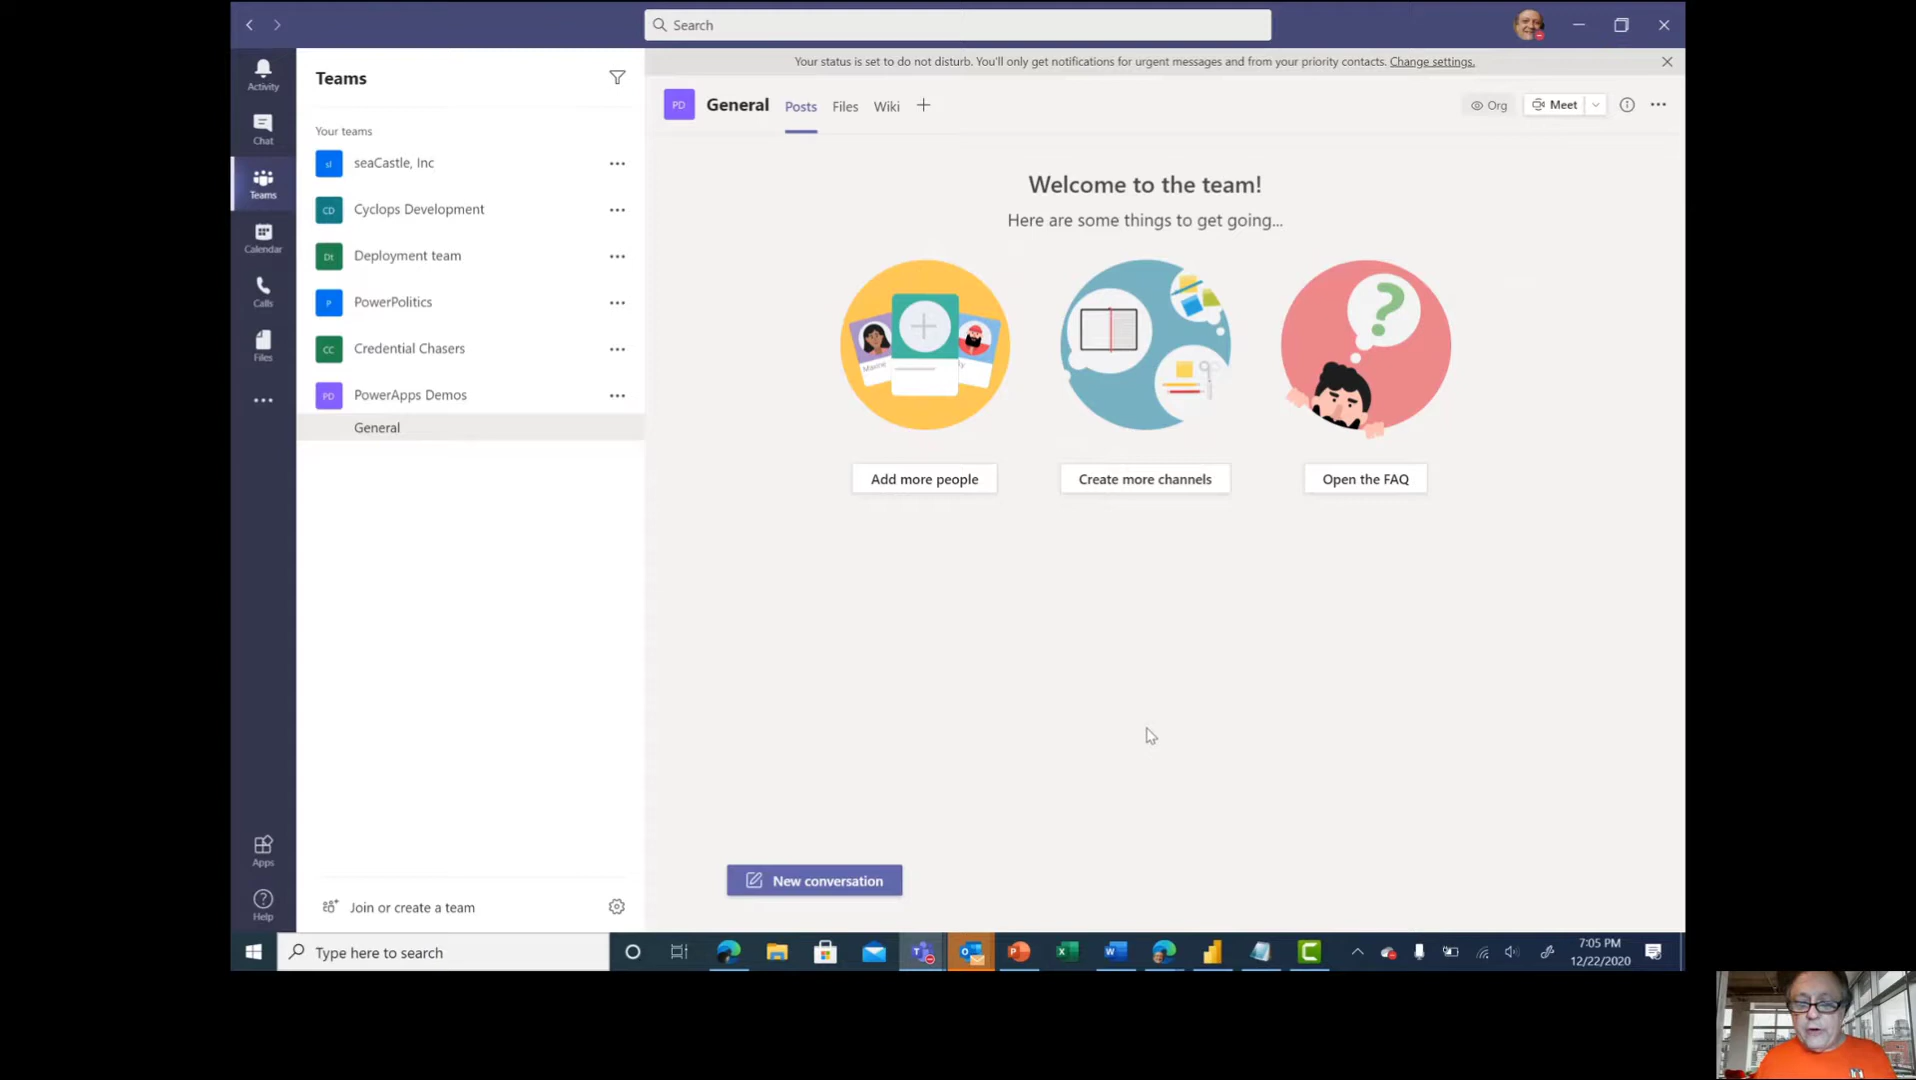 Search
Activity
Chat
Teams
Calendar
Calls
Files
Apps
Help
Teams
Your teams
sI seaCastle, Inc
CD Cyclops Development
Dt Deployment team
P PowerPolitics
CC Credential Chasers
PD PowerApps Demos
General
Join or create a team
Your status is set to do not disturb. You'll only get notifications for urgent messages and from your priority contacts. Change settings.
PD General Posts Files Wiki
Org Meet
Welcome to the team!
Here are some things to get going...
Maxine
Add more people
Create more channels
Open the FAQ
New conversation
Type here to search
7:05 PM
12/22/2020